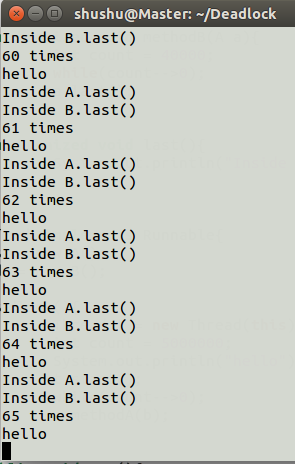 shushu@Master: ~/Deadlock
Inside B.last()
60 times
hello
Inside A.last()
Inside B.last()
61 times
hello
Inside A.last()
Inside B.last()
62 times
hello
Inside A.last()
Inside B.last()
63 times
hello
Inside A.last()
Inside B.last()
64 times
hello
Inside A.last()
Inside B.last()
65 times
hello